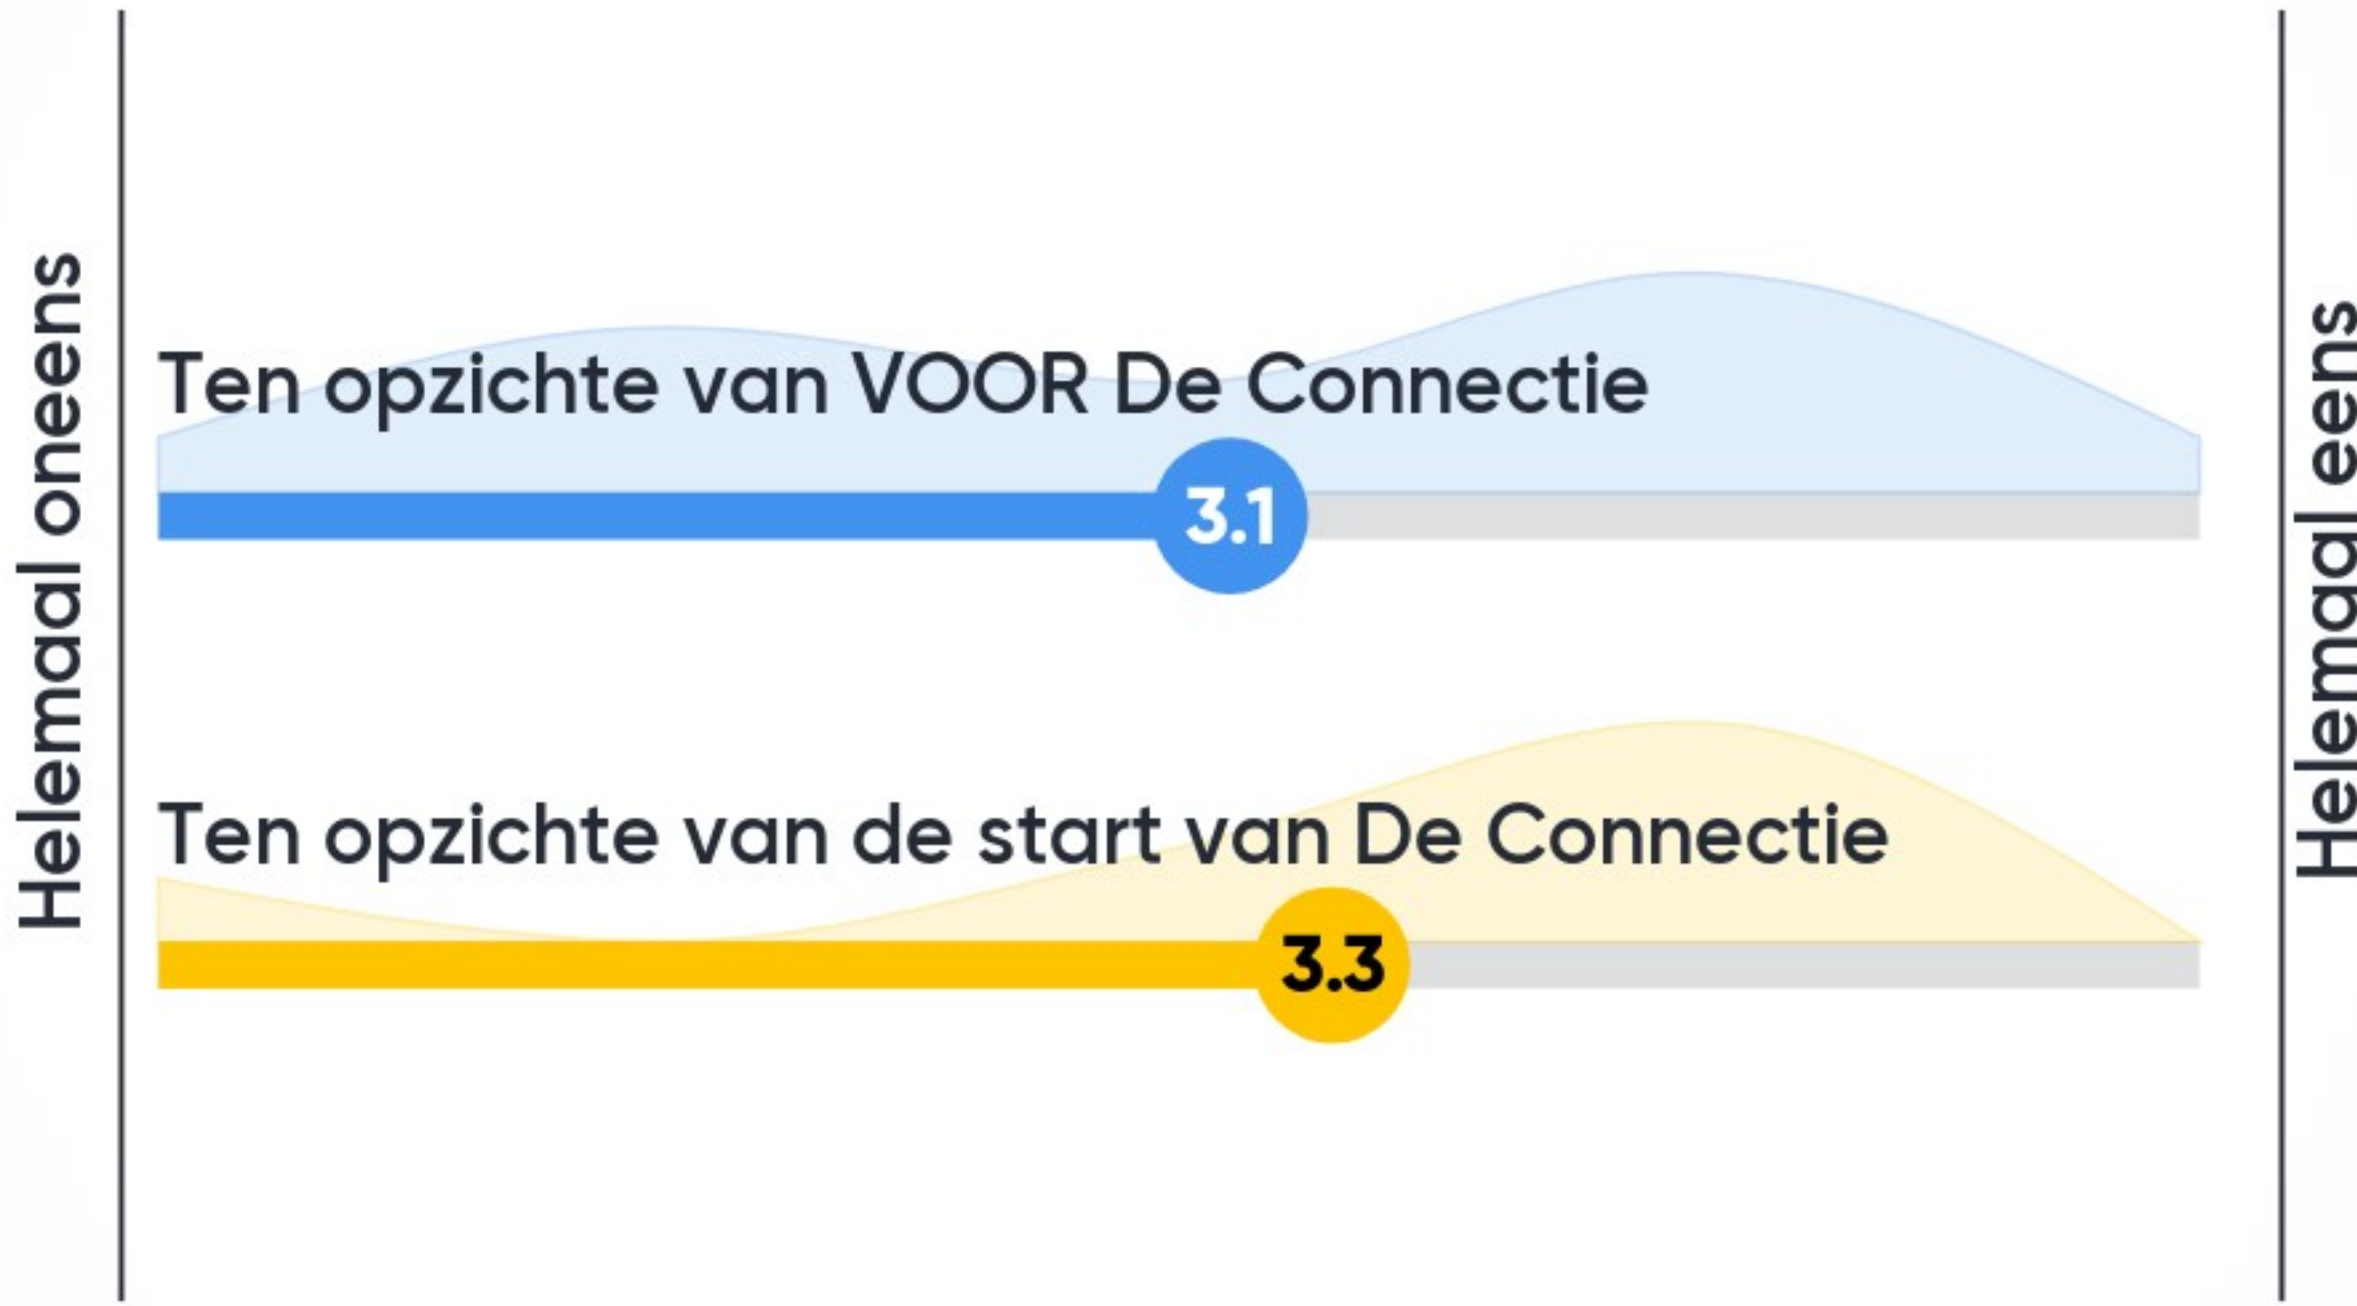 Helemaal oneens
Ten opzichte van VOOR De Connectie
3.1
Ten opzichte van de start van De Connectie
3.3
Helemaal eens